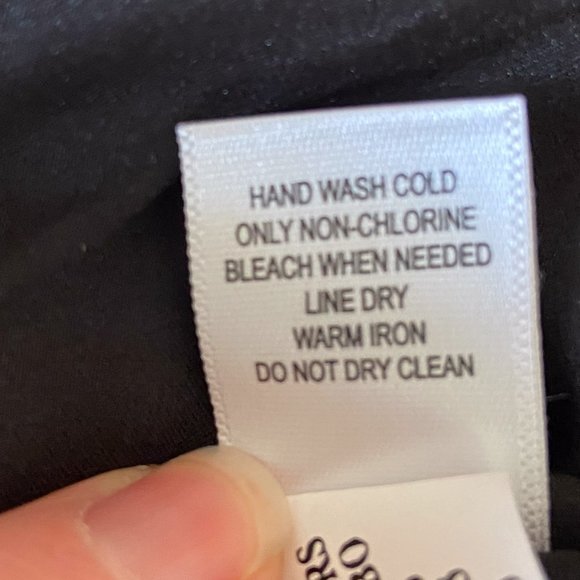 HAND WASH COLD
ONLY NON-CHLORINE
BLEACH WHEN NEEDED
LINE DRY
WARM IRON
DO NOT DRY CLEAN